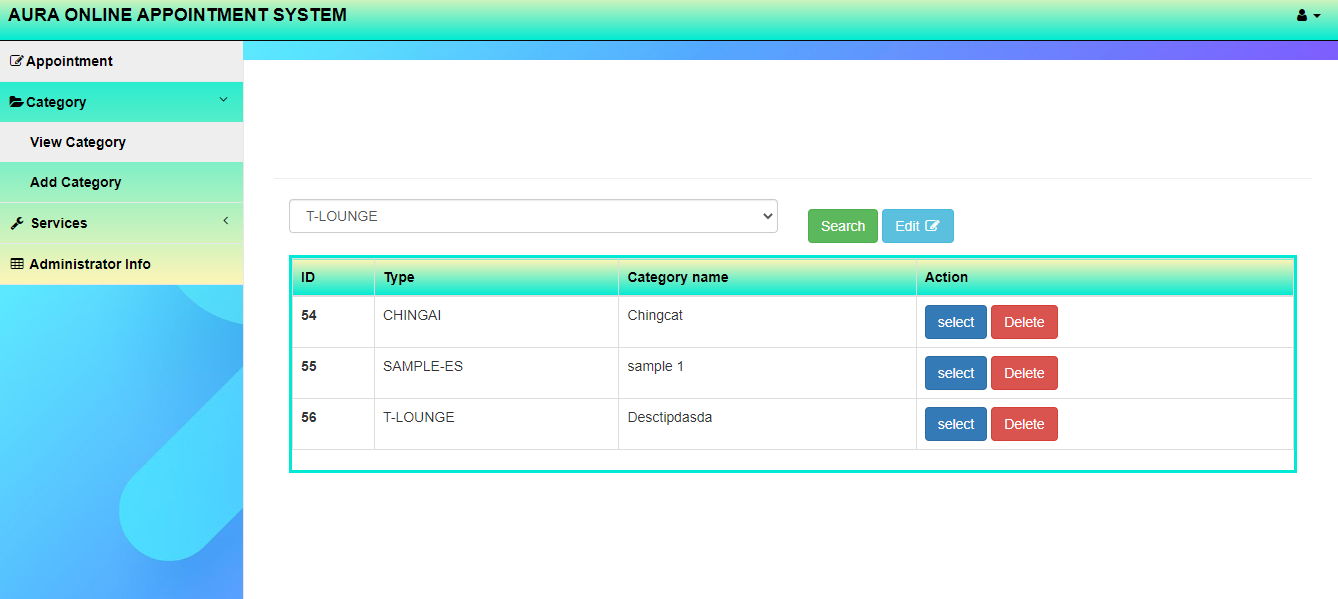 AURA ONLINE APPOINTMENT SYSTEM
Appointment
Category
View Category
Add Category
Services
Administrator Info
T-LOUNGE
Search Edit
ID Type Category name Action
54 CHINGAI Chingcat select Delete
55 SAMPLE-ES sample 1 select Delete
56 T-LOUNGE Desctipdasda select Delete